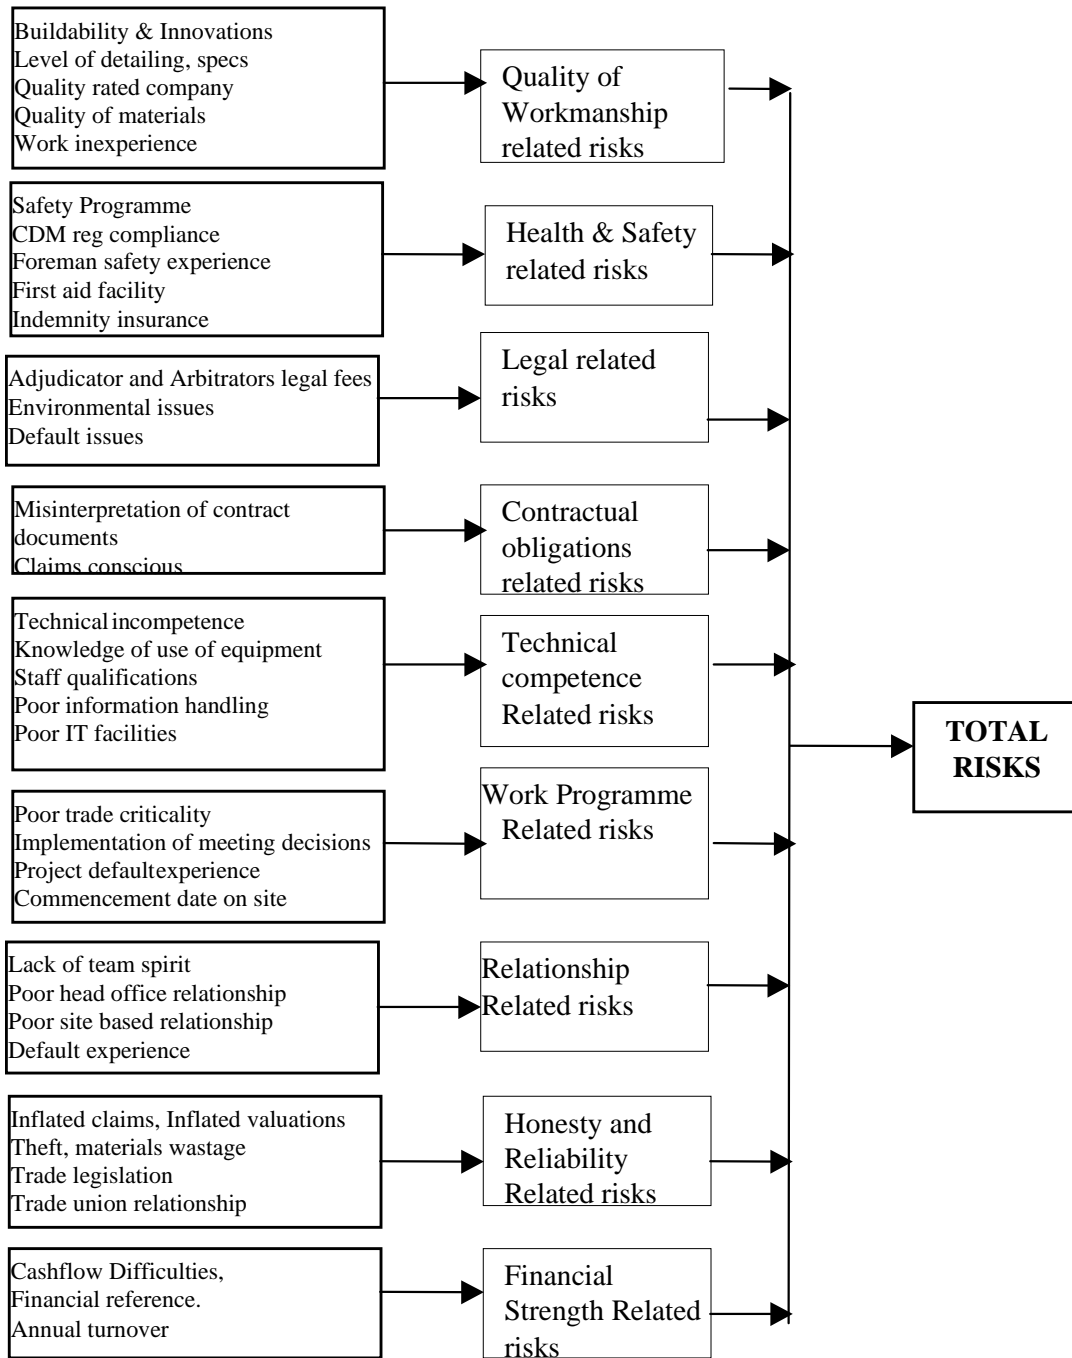 Buildability & Innovations
Level of detailing, specs
Quality rated company
Quality of materials
Work inexperience
Quality of
Workmanship
related risks
Safety Programme
CDM reg compliance
Foreman safety experience
First aid facility
Indemnity insurance
Health & Safety
related risks
Adjudicator and Arbitrators legal fees
Environmental issues
Default issues
Legal related
risks
Misinterpretation of contract
documents
Claims conscious
Contractual
obligations
related risks
Technical incompetence
Knowledge of use of equipment
Staff qualifications
Poor information handling
Poor IT facilities
Technical
competence
Related risks
Poor trade criticality
Implementation of meeting decisions
Project default experience
Commencement date on site
Work Programme
Related risks
Lack of team spirit
Poor head office relationship
Poor site based relationship
Default experience
Relationship
Related risks
Inflated claims, Inflated valuations
Theft, materials wastage
Trade legislation
Trade union relationship
Honesty and
Reliability
Related risks
Cashflow Difficulties,
Financial reference.
Annual turnover
Financial
Strength Related
risks
TOTAL
RISKS